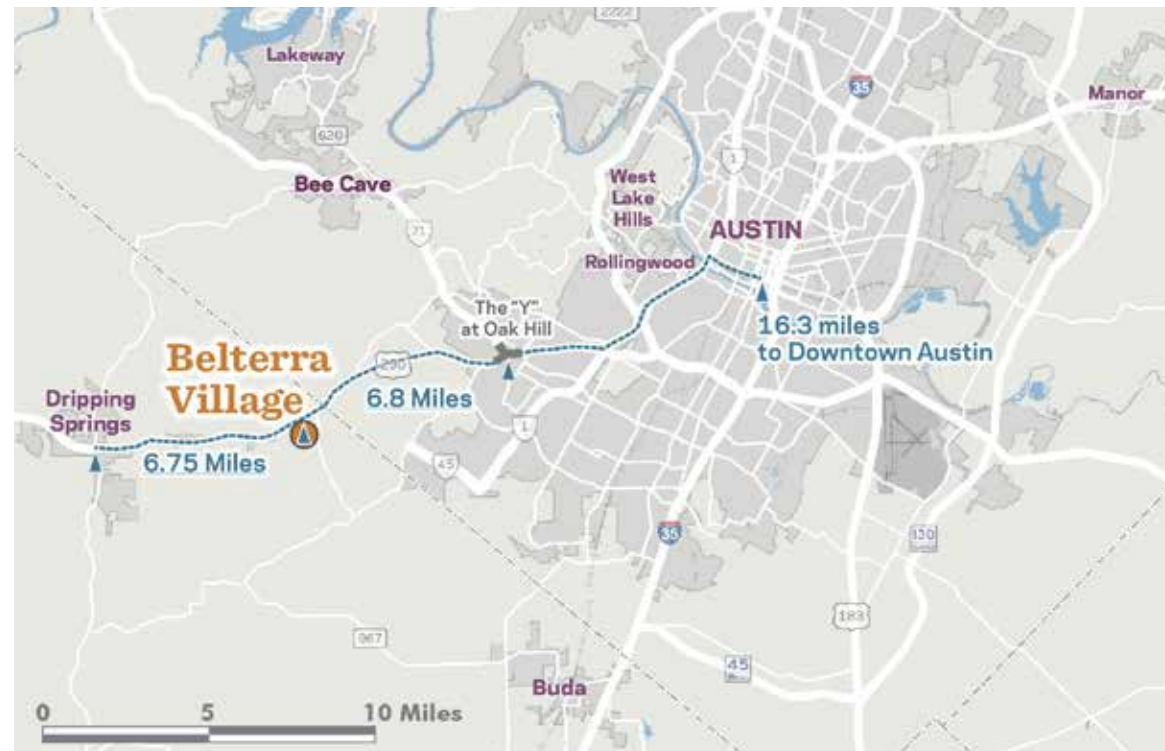 2222
Lakeway
35
Manor
620
1
West
Lake
Hills
Bee Cave
AUSTIN
71
Rollingwood
The "Y"
at Oak Hill
16.3 miles
to Downtown Austin
Belterra
Village
290
6.8 Miles
Dripping
Springs
1
6.75 Miles
45
35
130
183
967
45
Buda
0 5 10 Miles